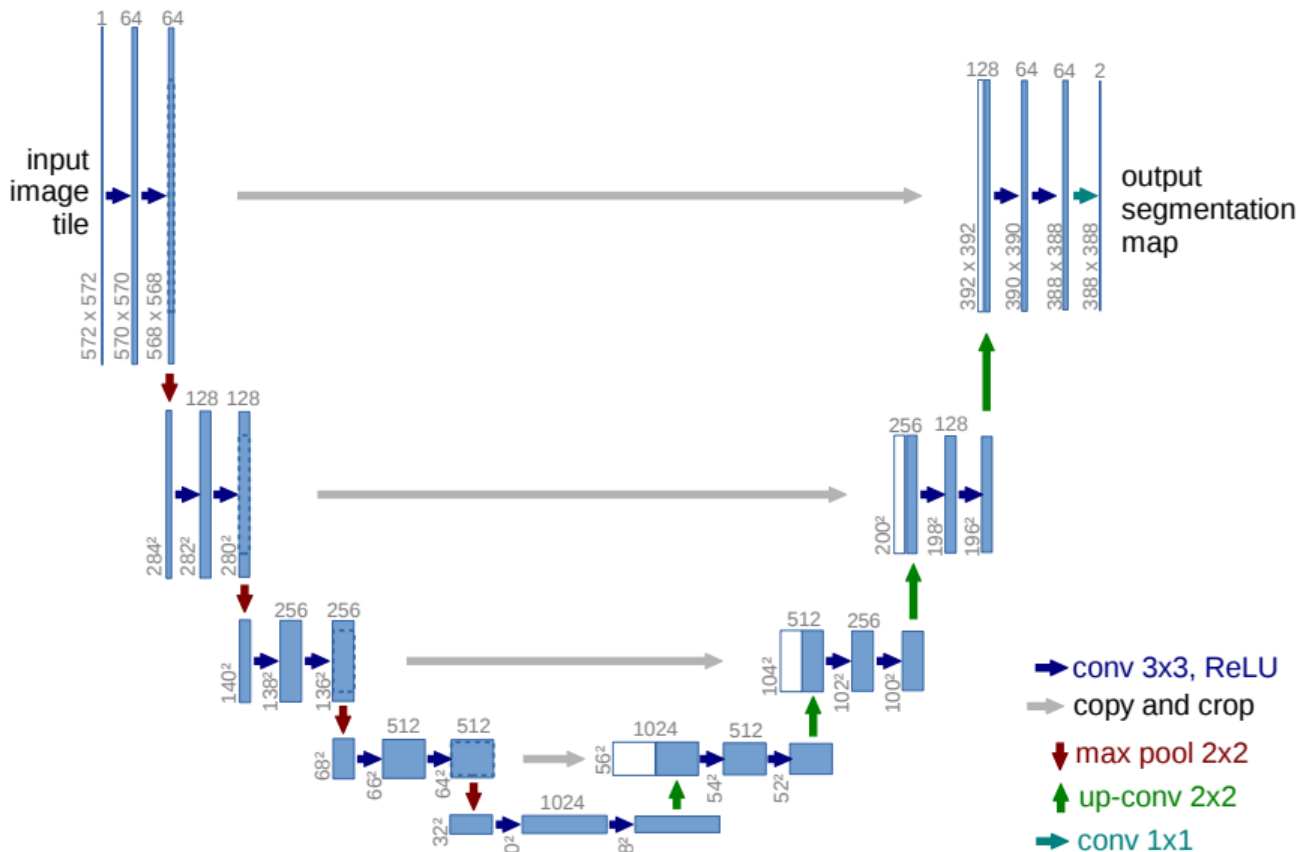 1 64 64
128 64 64 2
input
image
tile
output
segmentation
map
572 x 572
570 x 570
568 x 568
392 x 392
390 x 390
388 x 388
388 x 388
128 128
256 128
284²
282²
280²
200²
198²
196²
256 256
512 256
140²
138²
136²
104²
102²
100²
512 512
1024 512
68²
66²
64²
56²
54²
52²
1024
32²
conv 3x3, ReLU
copy and crop
max pool 2x2
up-conv 2x2
conv 1x1